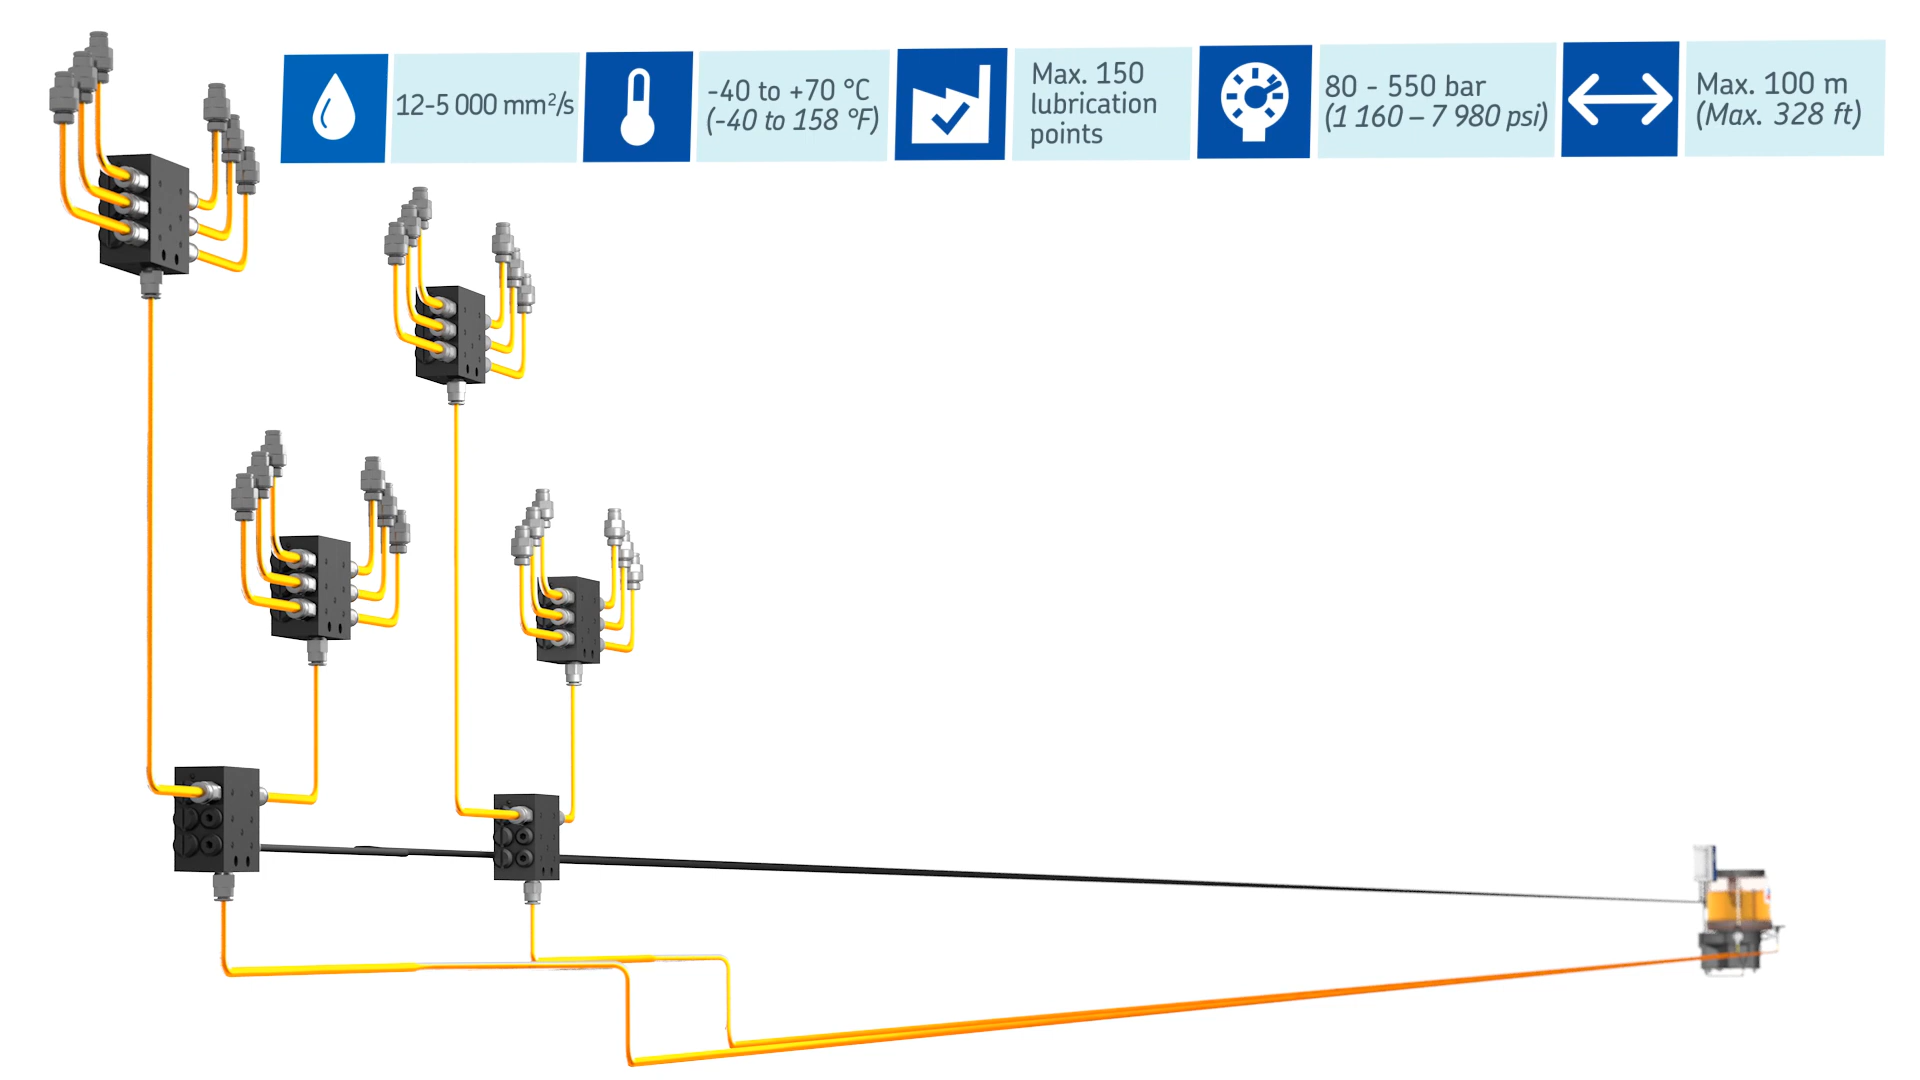 12-5 000 mm²/s
-40 to +70 °C
(-40 to 158 °F)
Max. 150
lubrication
points
80 - 550 bar
(1 160 – 7 980 psi)
Max. 100 m
(Max. 328 ft)